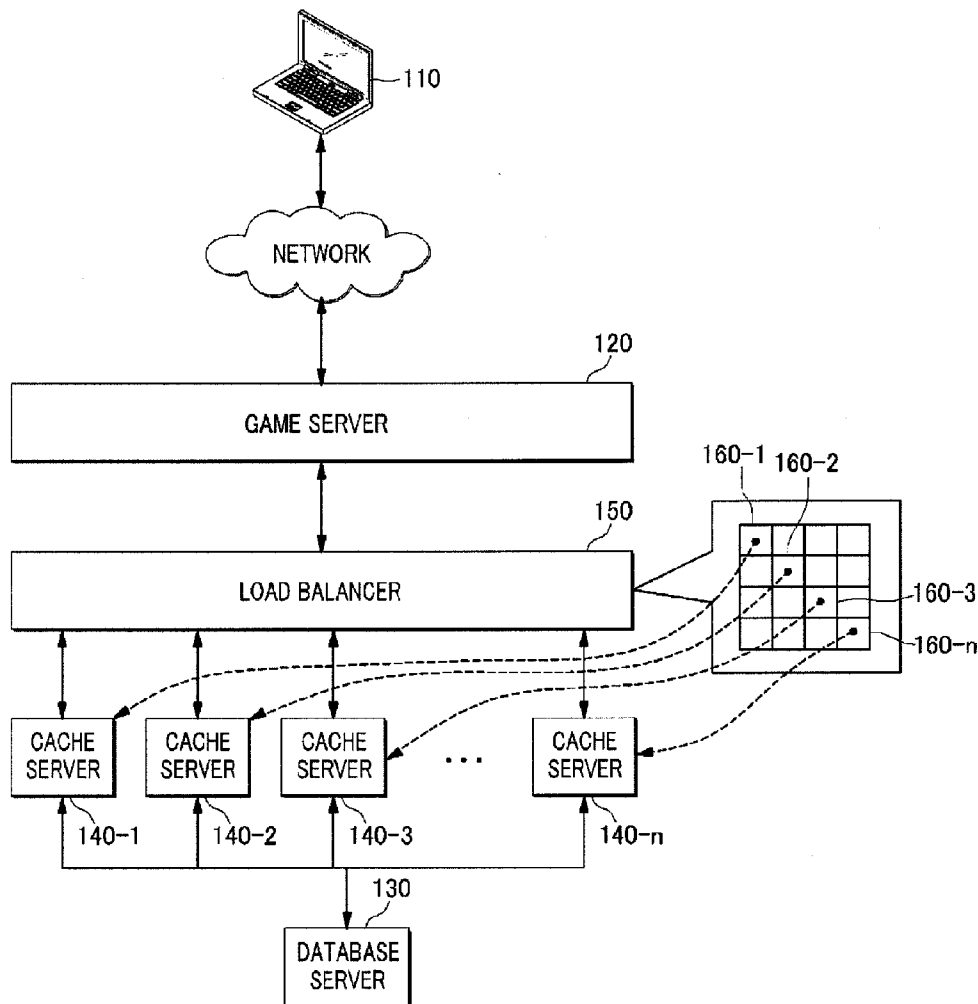 110
NETWORK
120
GAME SERVER
160-1
160-2
150
LOAD BALANCER
160-3
160-n
CACHE
SERVER
CACHE
SERVER
CACHE
SERVER
...
CACHE
SERVER
140-1
140-2
140-3
140-n
130
DATABASE
SERVER